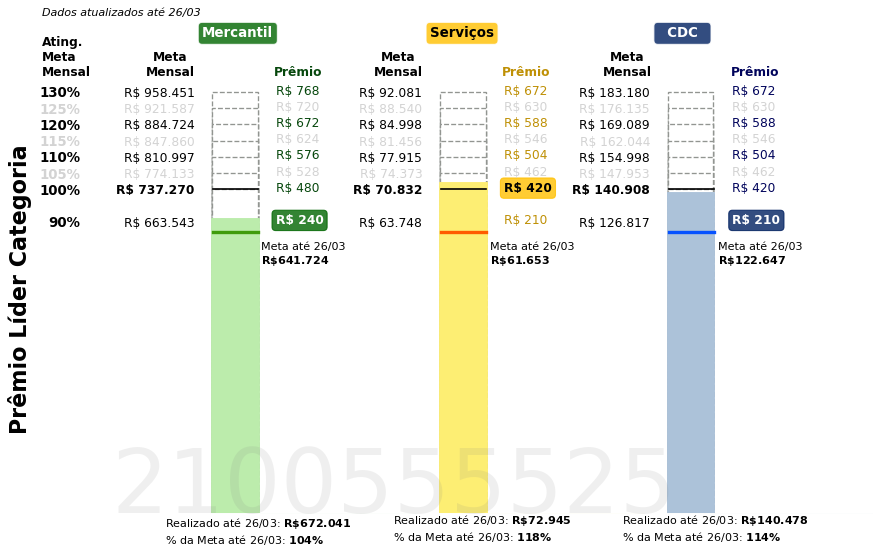 Dados atualizados até 26/03
Mercantil Serviços CDC
Ating.
Meta
Mensal
Meta
Mensal
Prêmio
Meta
Mensal
Prêmio
Meta
Mensal
Prêmio
130% R$ 958.451 R$ 768 R$ 92.081 R$ 672 R$ 183.180 R$ 672
125% R$ 921.587 R$ 720 R$ 88.540 R$ 630 R$ 176.135 R$ 630
120% R$ 884.724 R$ 672 R$ 84.998 R$ 588 R$ 169.089 R$ 588
115% R$ 847.860 R$ 624 R$ 81.456 R$ 546 R$ 162.044 R$ 546
110% R$ 810.997 R$ 576 R$ 77.915 R$ 504 R$ 154.998 R$ 504
105% R$ 774.133 R$ 528 R$ 74.373 R$ 462 R$ 147.953 R$ 462
100% R$ 737.270 R$ 480 R$ 70.832 R$ 420 R$ 140.908 R$ 420
90% R$ 663.543 R$ 240 R$ 63.748 R$ 210 R$ 126.817 R$ 210
Meta até 26/03
R$641.724
Meta até 26/03
R$61.653
Meta até 26/03
R$122.647
Prêmio Líder Categoria
2100555525
Realizado até 26/03: R$672.041
% da Meta até 26/03: 104%
Realizado até 26/03: R$72.945
% da Meta até 26/03: 118%
Realizado até 26/03: R$140.478
% da Meta até 26/03: 114%